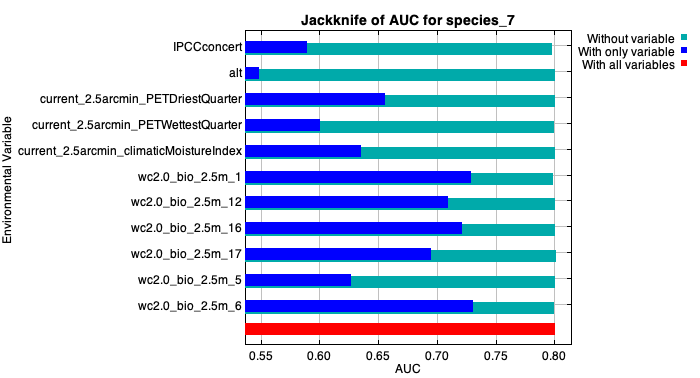 Jackknife of AUC for species_7
Without variable
With only variable
With all variables
Environmental Variable
IPCCconcert
alt
current_2.5arcmin_PETDriestQuarter
current_2.5arcmin_PETWettestQuarter
current_2.5arcmin_climaticMoistureIndex
wc2.0_bio_2.5m_1
wc2.0_bio_2.5m_12
wc2.0_bio_2.5m_16
wc2.0_bio_2.5m_17
wc2.0_bio_2.5m_5
wc2.0_bio_2.5m_6
0.55 0.60 0.65 0.70 0.75 0.80
AUC